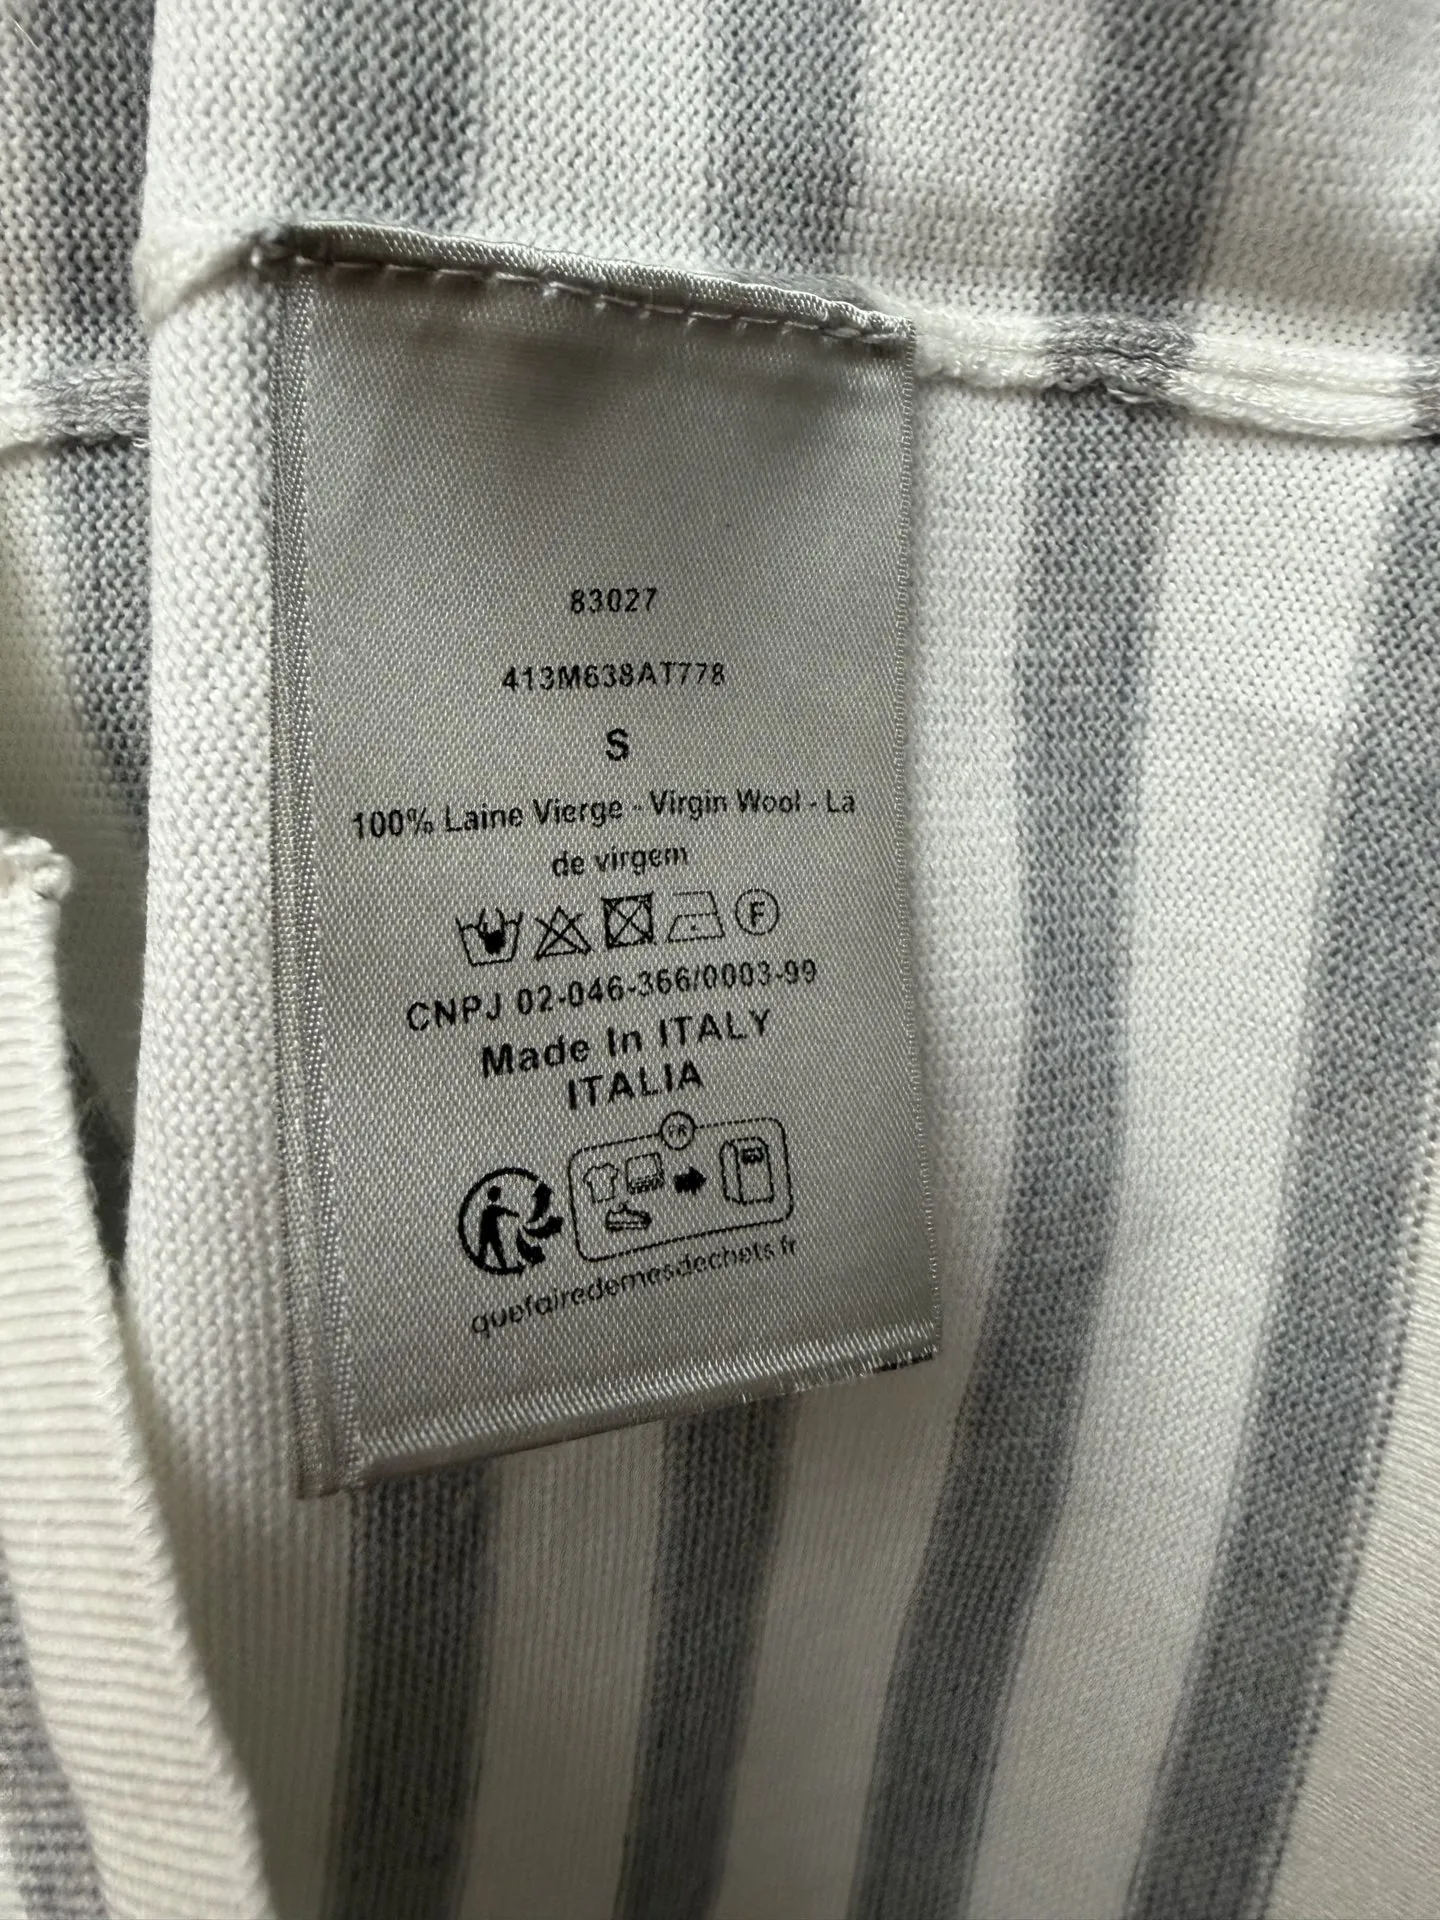 83027
413M638AT778
S
100% Laine Vierge - Virgin Wool - Lã
de virgem
F
CNPJ 02-046-366/0003-99
Made In ITALY
ITALIA
FR
quefairedemesdechets.fr